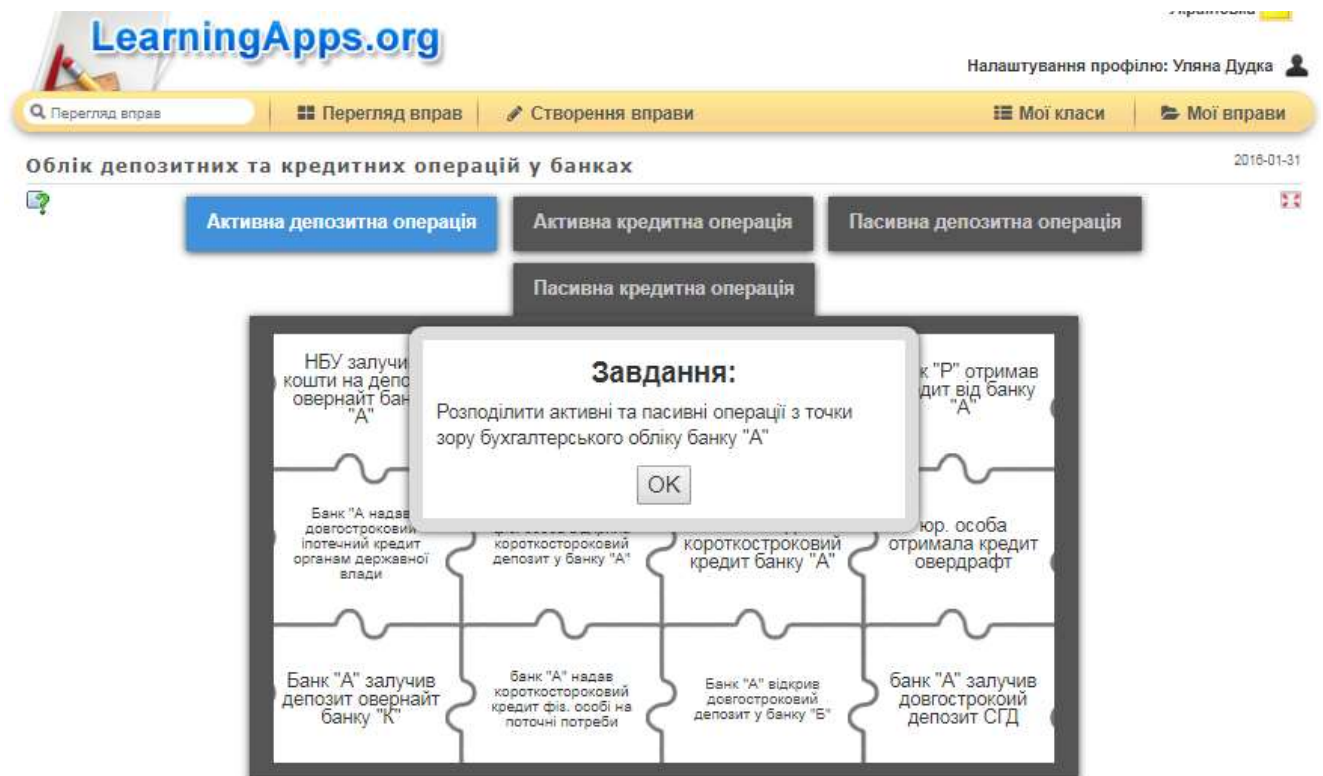 LearningApps.org
Налаштування профілю: Уляна Дудка
Перегляд вправ
Перегляд вправ
Створення вправи
Мої класи
Мої вправи
Облік депозитних та кредитних операцій у банках
2016-01-31
Активна депозитна операція
Активна кредитна операція
Пасивна депозитна операція
Пасивна кредитна операція
НБУ залучи
кошти на депо
овернайт бан
"А"
Завдання:
Розподілити активні та пасивні операції з точки
зору бухгалтерського обліку банку "А"
OK
к "Р" отримав
дит від банку
"А"
Банк "А надав
довгостроковий
іпотечний кредит
органам державної
влади
короткостороковий
депозит у банку "А"
короткостроковий
кредит банку "А"
юр. особа
отримала кредит
овердрафт
Банк "А" залучив
депозит овернайт
банку "К"
банк "А" надав
короткостороковий
кредит фіз. особі на
поточні потреби
Банк "А" відкрив
довгостроковий
депозит у банку "Б"
банк "А" залучив
довгострокоий
депозит СГД